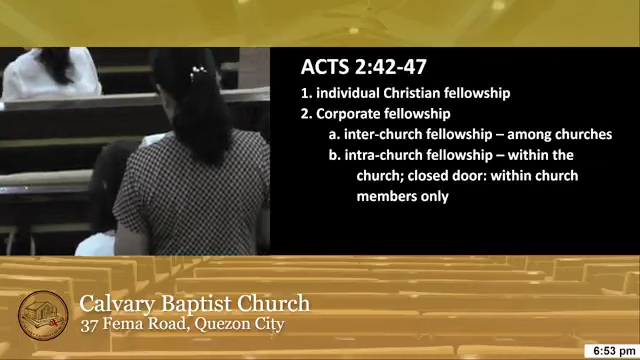 ACTS 2:42-47
1. individual Christian fellowship
2. Corporate fellowship
a. inter-church fellowship – among churches
b. intra-church fellowship – within the
church; closed door: within church
members only
Calvary Baptist Church
37 Fema Road, Quezon City
6:53 pm